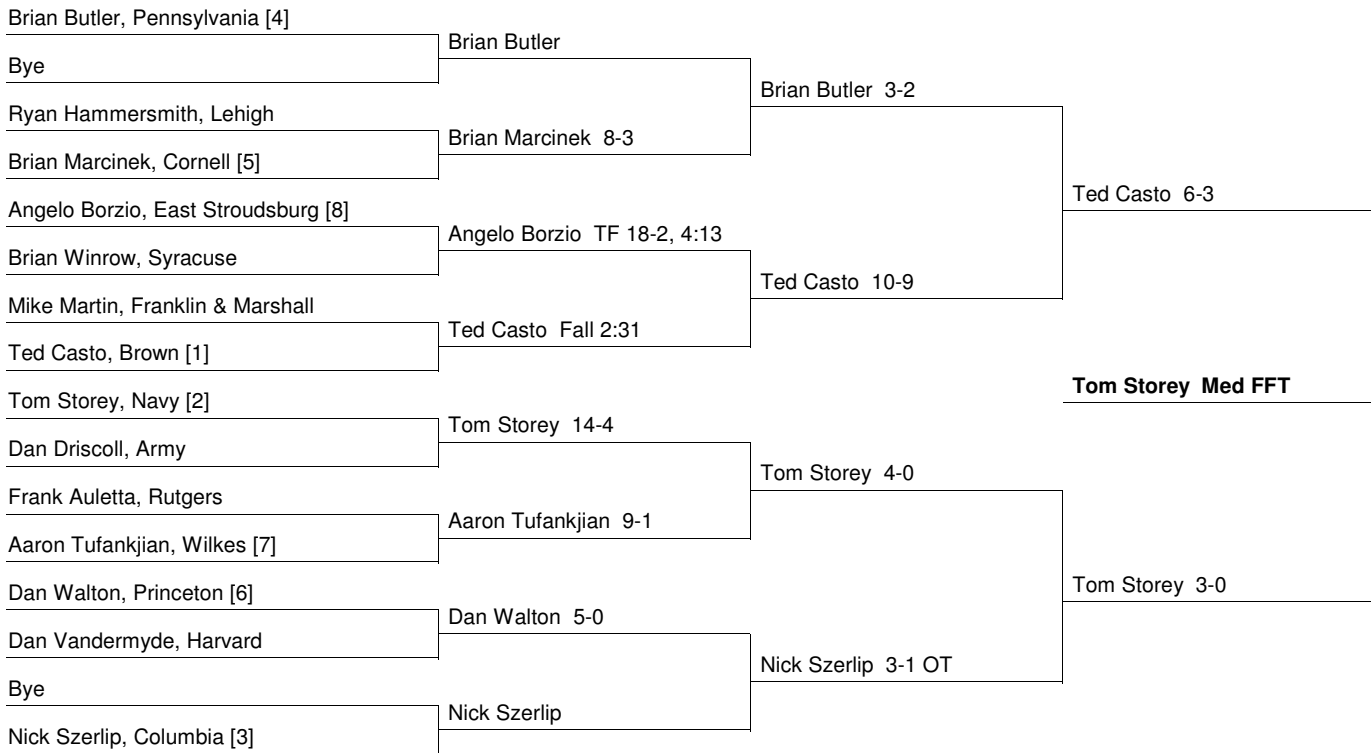 Brian Butler, Pennsylvania [4]
Brian Butler
Bye
Brian Butler 3-2
Ryan Hammersmith, Lehigh
Brian Marcinek 8-3
Brian Marcinek, Cornell [5]
Ted Casto 6-3
Angelo Borzio, East Stroudsburg [8]
Angelo Borzio TF 18-2, 4:13
Brian Winrow, Syracuse
Ted Casto 10-9
Mike Martin, Franklin & Marshall
Ted Casto Fall 2:31
Ted Casto, Brown [1]
Tom Storey Med FFT
Tom Storey, Navy [2]
Tom Storey 14-4
Dan Driscoll, Army
Tom Storey 4-0
Frank Auletta, Rutgers
Aaron Tufankjian 9-1
Aaron Tufankjian, Wilkes [7]
Tom Storey 3-0
Dan Walton, Princeton [6]
Dan Walton 5-0
Dan Vandermyde, Harvard
Nick Szerlip 3-1 OT
Bye
Nick Szerlip
Nick Szerlip, Columbia [3]